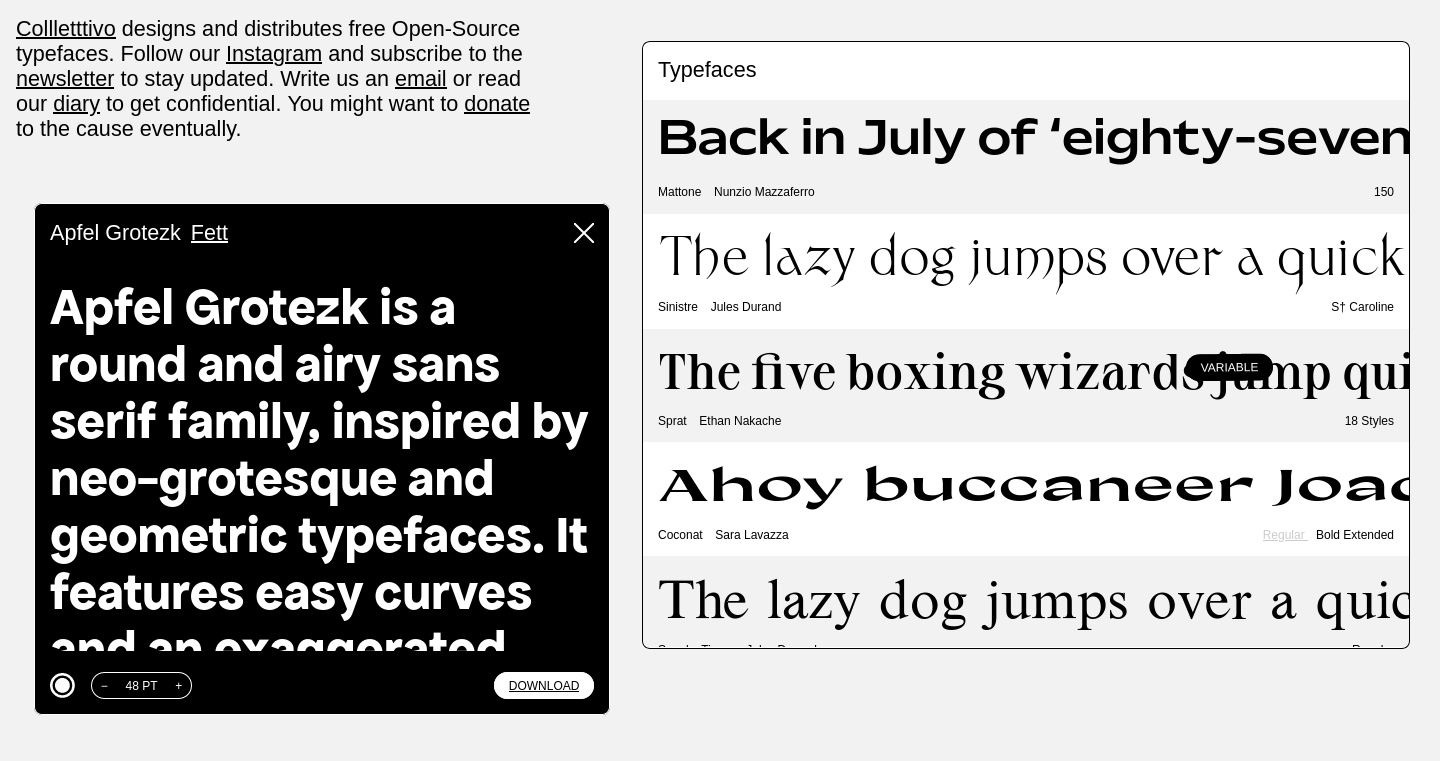 Collletttivo designs and distributes free Open-Source
typefaces. Follow our Instagram and subscribe to the
newsletter to stay updated. Write us an email or read
our diary to get confidential. You might want to donate
to the cause eventually.
Apfel Grotezk Fett
Apfel Grotezk is a
round and airy sans
serif family, inspired by
neo-grotesque and
geometric typefaces. It
features easy curves
and an exaggerated
− 48 PT +
DOWNLOAD
Typefaces
Back in July of ‘eighty-seven
Mattone Nunzio Mazzaferro 150
The lazy dog jumps over a quick
Sinistre Jules Durand S† Caroline
The five boxing wizards jump qui
VARIABLE
Sprat Ethan Nakache 18 Styles
Ahoy buccaneer Joac
Coconat Sara Lavazza Regular Bold Extended
The lazy dog jumps over a quic